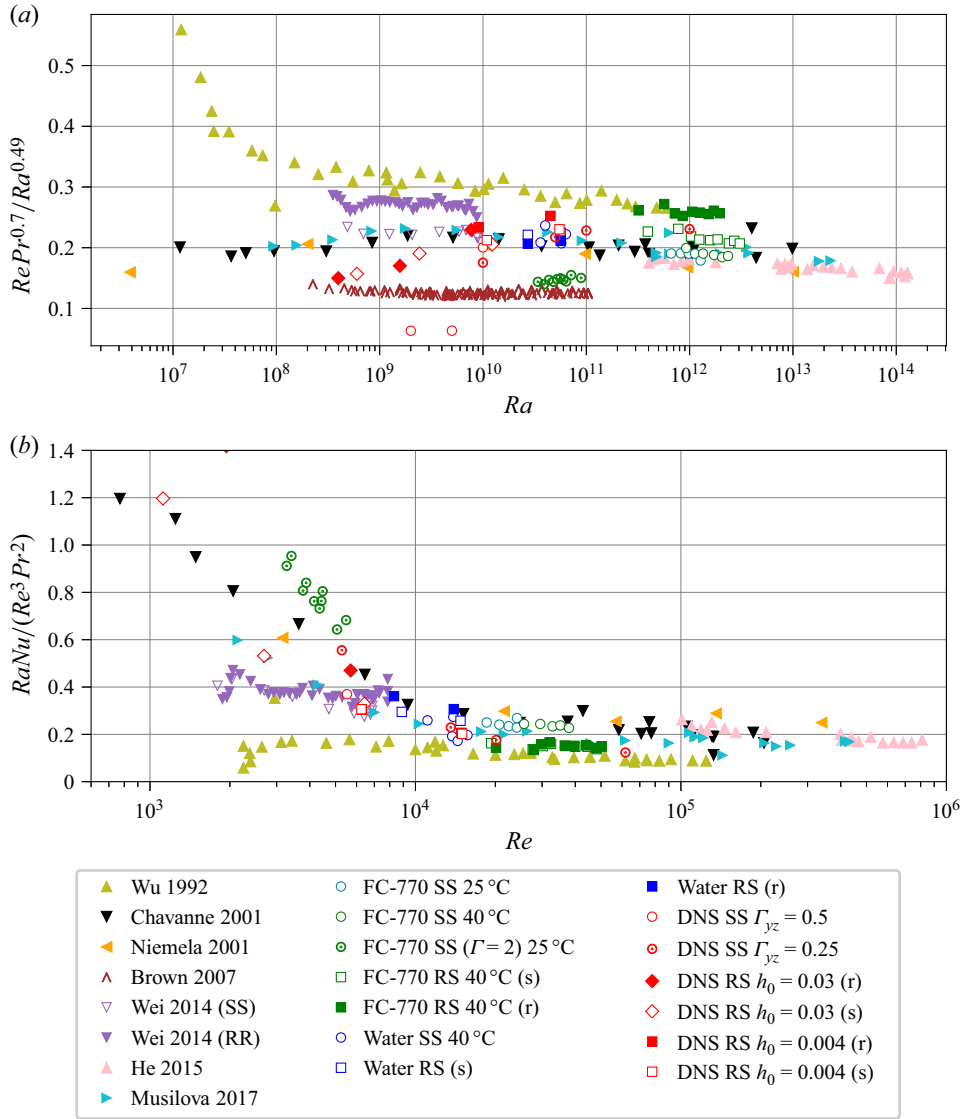 (a)
0.5
0.4
0.3
0.2
0.1
RePr^0.7/Ra^0.49
10^7 10^8 10^9 10^10 10^11 10^12 10^13 10^14
Ra
(b)
1.4
1.2
1.0
0.8
0.6
0.4
0.2
0
RaNu/(Re^3Pr^2)
10^3 10^4 10^5 10^6
Re
Wu 1992
Chavanne 2001
Niemela 2001
Brown 2007
Wei 2014 (SS)
Wei 2014 (RR)
He 2015
Musilova 2017
FC-770 SS 25 °C
FC-770 SS 40 °C
FC-770 SS (Γ = 2) 25 °C
FC-770 RS 40 °C (s)
FC-770 RS 40 °C (r)
Water SS 40 °C
Water RS (s)
Water RS (r)
DNS SS Γ_yz = 0.5
DNS SS Γ_yz = 0.25
DNS RS h_0 = 0.03 (r)
DNS RS h_0 = 0.03 (s)
DNS RS h_0 = 0.004 (r)
DNS RS h_0 = 0.004 (s)